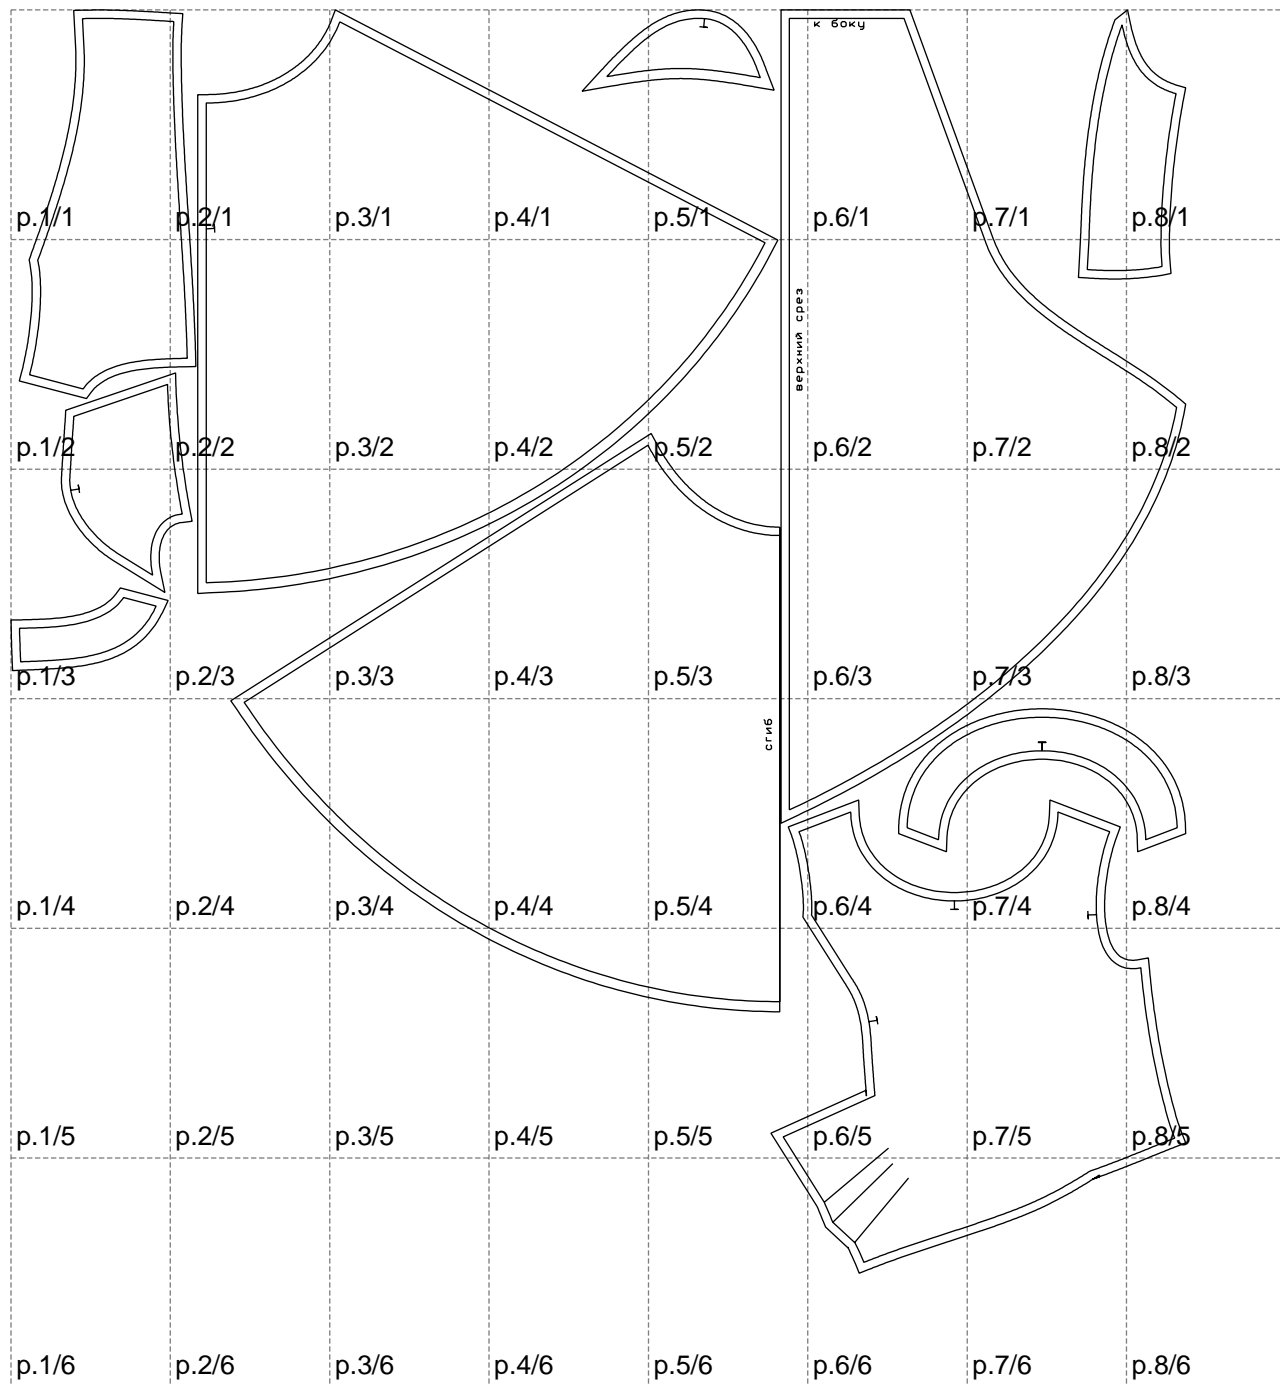 к боку
p.1/1 p.2/1 p.3/1 p.4/1 p.5/1 p.6/1 p.7/1 p.8/1
верхний срез
p.1/2 p.2/2 p.3/2 p.4/2 p.5/2 p.6/2 p.7/2 p.8/2
p.1/3 p.2/3 p.3/3 p.4/3 p.5/3 p.6/3 p.7/3 p.8/3
сгиб
p.1/4 p.2/4 p.3/4 p.4/4 p.5/4 p.6/4 p.7/4 p.8/4
p.1/5 p.2/5 p.3/5 p.4/5 p.5/5 p.6/5 p.7/5 p.8/5
p.1/6 p.2/6 p.3/6 p.4/6 p.5/6 p.6/6 p.7/6 p.8/6